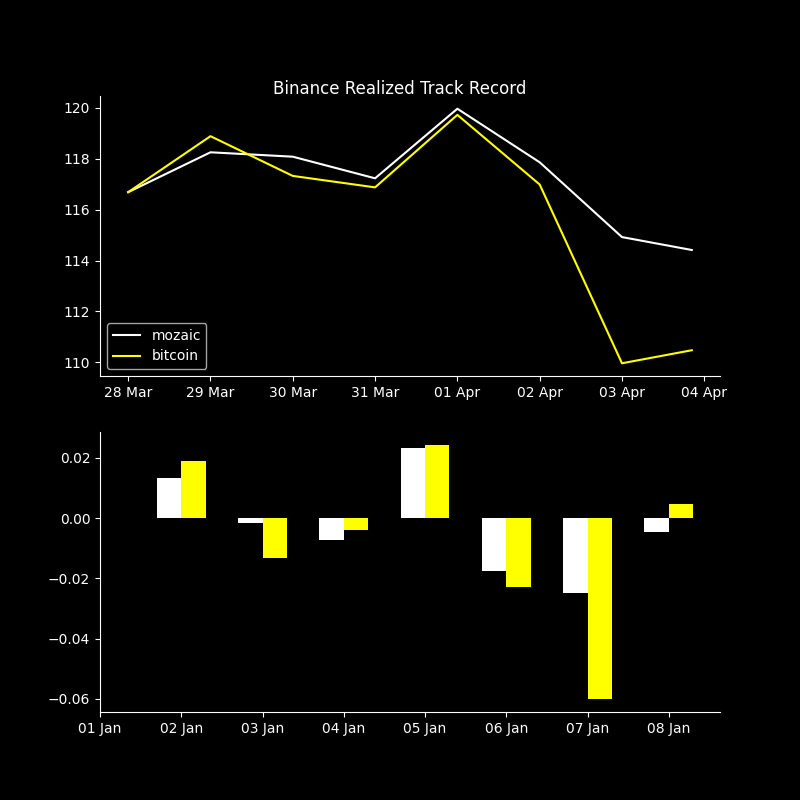 Binance Realized Track Record
120
118
116
114
112
110
mozaic
bitcoin
28 Mar 29 Mar 30 Mar 31 Mar 01 Apr 02 Apr 03 Apr 04 Apr
0.02
0.00
−0.02
−0.04
−0.06
01 Jan 02 Jan 03 Jan 04 Jan 05 Jan 06 Jan 07 Jan 08 Jan